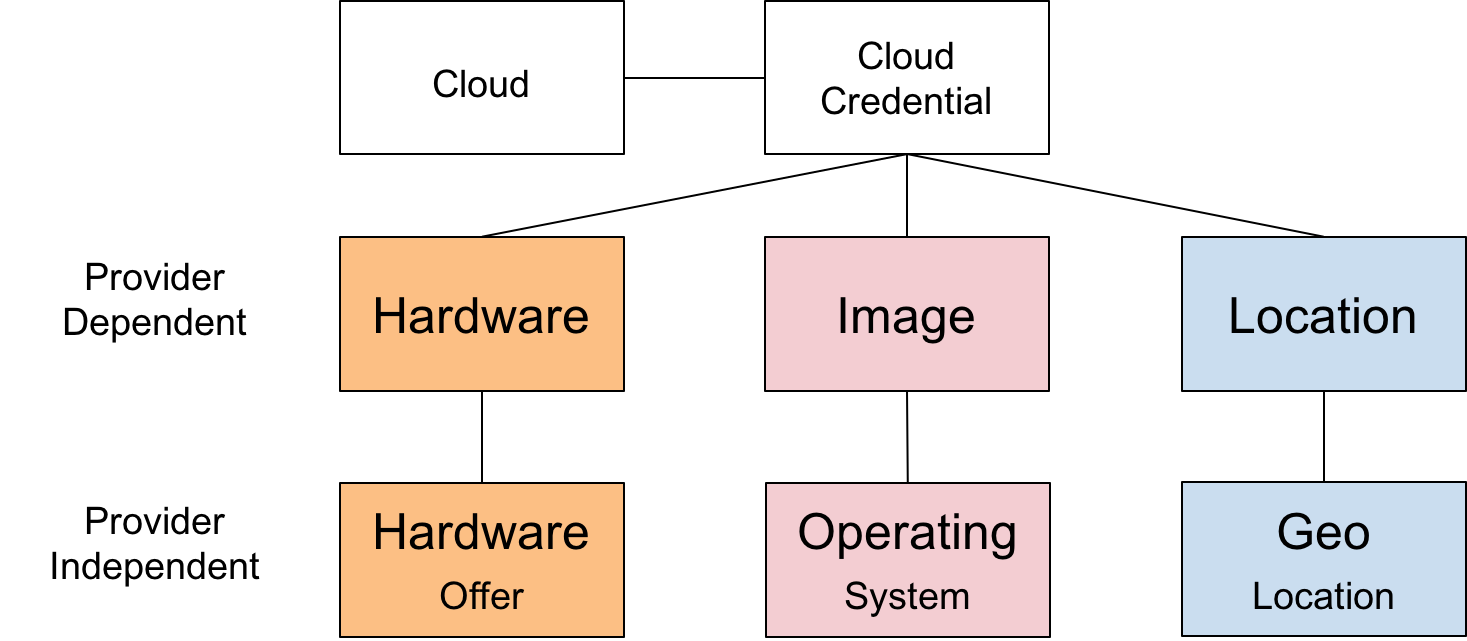 Cloud
Cloud
Credential
Provider
Dependent
Hardware
Image
Location
Provider
Independent
Hardware
Offer
Operating
System
Geo
Location